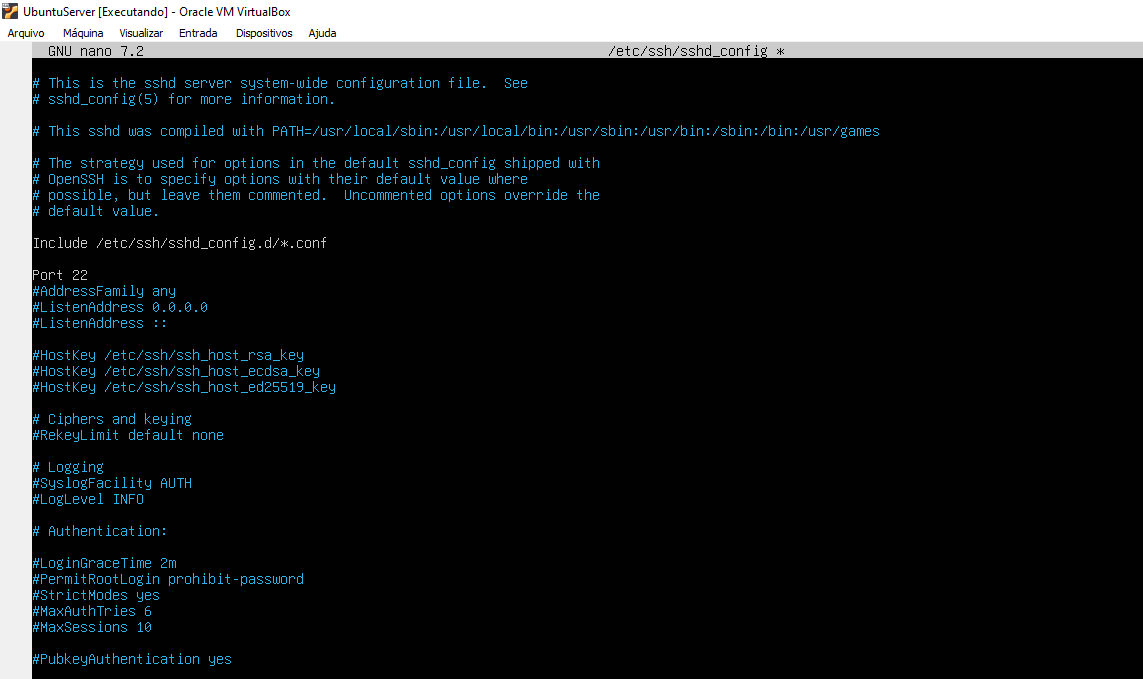 UbuntuServer [Executando] - Oracle VM VirtualBox
Arquivo Máquina Visualizar Entrada Dispositivos Ajuda
GNU nano 7.2 /etc/ssh/sshd_config *
# This is the sshd server system-wide configuration file.  See
# sshd_config(5) for more information.
# This sshd was compiled with PATH=/usr/local/sbin:/usr/local/bin:/usr/sbin:/usr/bin:/sbin:/bin:/usr/games
# The strategy used for options in the default sshd_config shipped with
# OpenSSH is to specify options with their default value where
# possible, but leave them commented.  Uncommented options override the
# default value.
Include /etc/ssh/sshd_config.d/*.conf
Port 22
#AddressFamily any
#ListenAddress 0.0.0.0
#ListenAddress ::
#HostKey /etc/ssh/ssh_host_rsa_key
#HostKey /etc/ssh/ssh_host_ecdsa_key
#HostKey /etc/ssh/ssh_host_ed25519_key
# Ciphers and keying
#RekeyLimit default none
# Logging
#SyslogFacility AUTH
#LogLevel INFO
# Authentication:
#LoginGraceTime 2m
#PermitRootLogin prohibit-password
#StrictModes yes
#MaxAuthTries 6
#MaxSessions 10
#PubkeyAuthentication yes